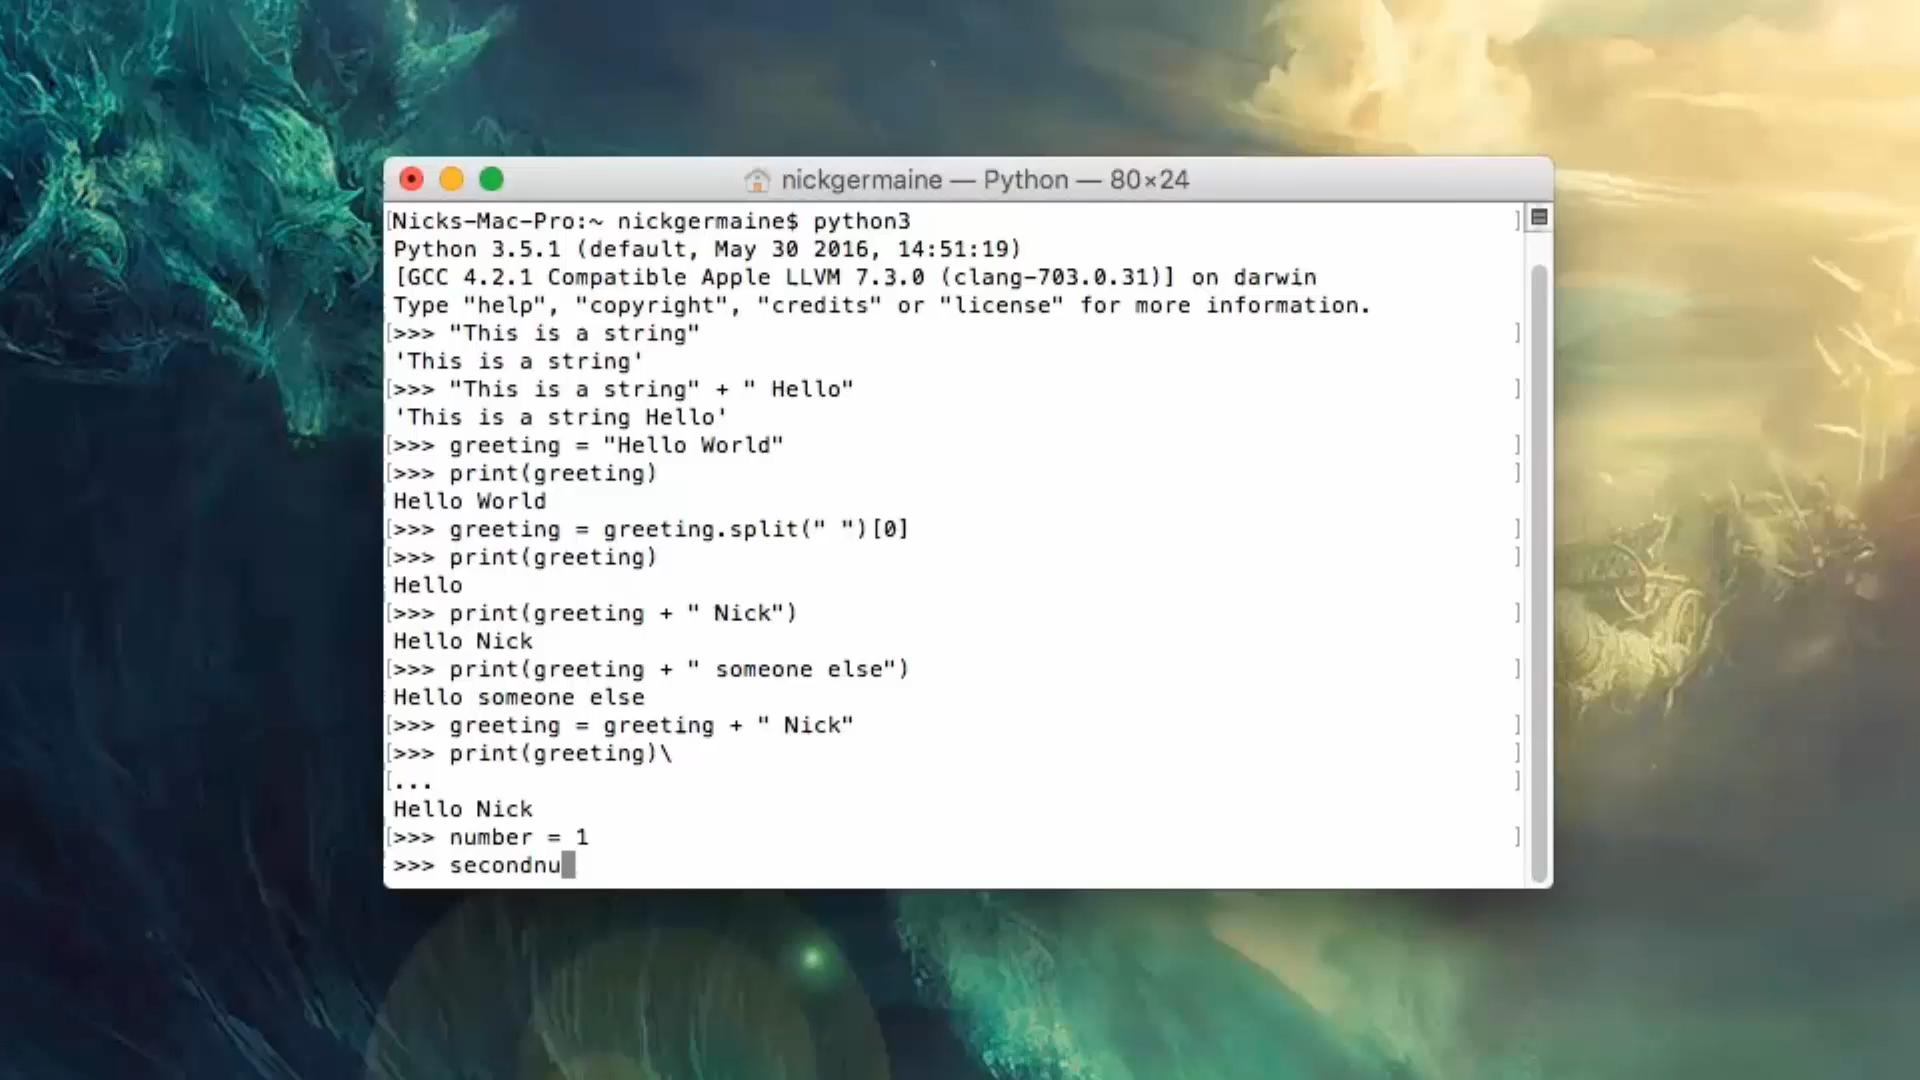 nickgermaine — Python — 80×24
Nicks-Mac-Pro:~ nickgermaine$ python3
Python 3.5.1 (default, May 30 2016, 14:51:19)
[GCC 4.2.1 Compatible Apple LLVM 7.3.0 (clang-703.0.31)] on darwin
Type "help", "copyright", "credits" or "license" for more information.
>>> "This is a string"
'This is a string'
>>> "This is a string" + " Hello"
'This is a string Hello'
>>> greeting = "Hello World"
>>> print(greeting)
Hello World
>>> greeting = greeting.split(" ")[0]
>>> print(greeting)
Hello
>>> print(greeting + " Nick")
Hello Nick
>>> print(greeting + " someone else")
Hello someone else
>>> greeting = greeting + " Nick"
>>> print(greeting)\
...
Hello Nick
>>> number = 1
>>> secondnu